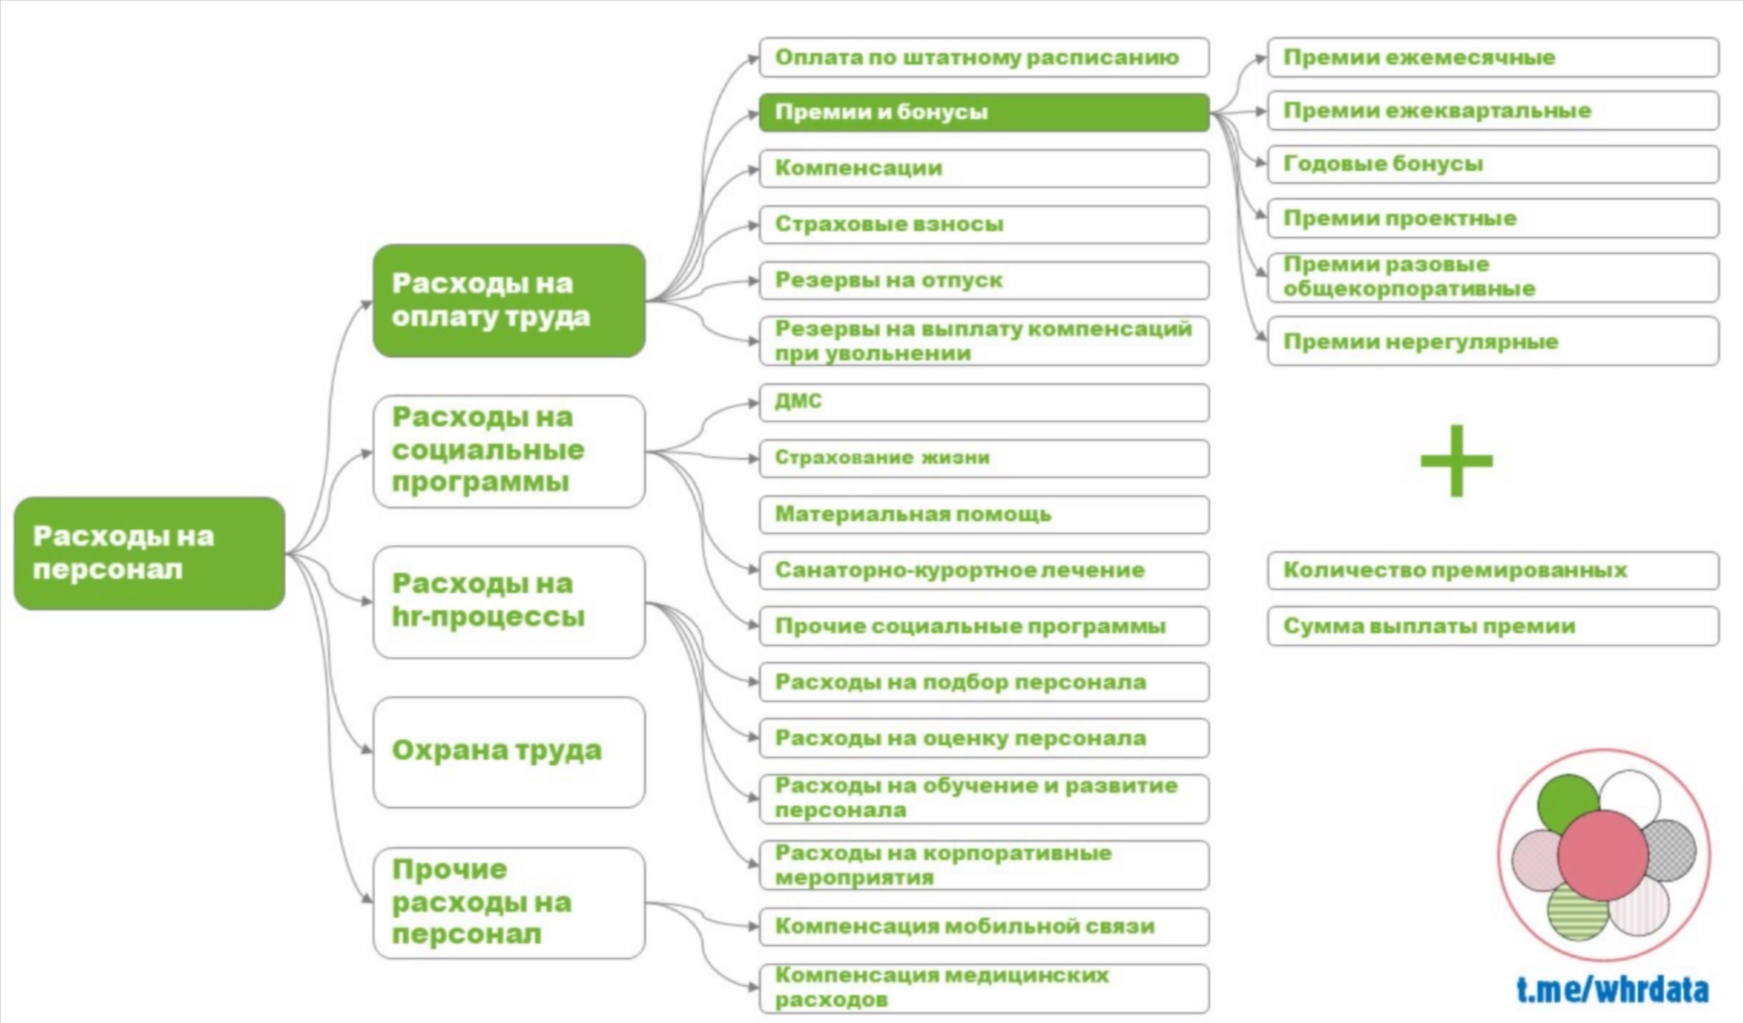 Расходы на
персонал
Расходы на
оплату труда
Расходы на
социальные
программы
Расходы на
hr-процессы
Охрана труда
Прочие
расходы на
персонал
Оплата по штатному расписанию
Премии и бонусы
Компенсации
Страховые взносы
Резервы на отпуск
Резервы на выплату компенсаций
при увольнении
ДМС
Страхование жизни
Материальная помощь
Санаторно-курортное лечение
Прочие социальные программы
Расходы на подбор персонала
Расходы на оценку персонала
Расходы на обучение и развитие
персонала
Расходы на корпоративные
мероприятия
Компенсация мобильной связи
Компенсация медицинских
расходов
Премии ежемесячные
Премии ежеквартальные
Годовые бонусы
Премии проектные
Премии разовые
общекорпоративные
Премии нерегулярные
+
Количество премированных
Сумма выплаты премии
t.me/whrdata